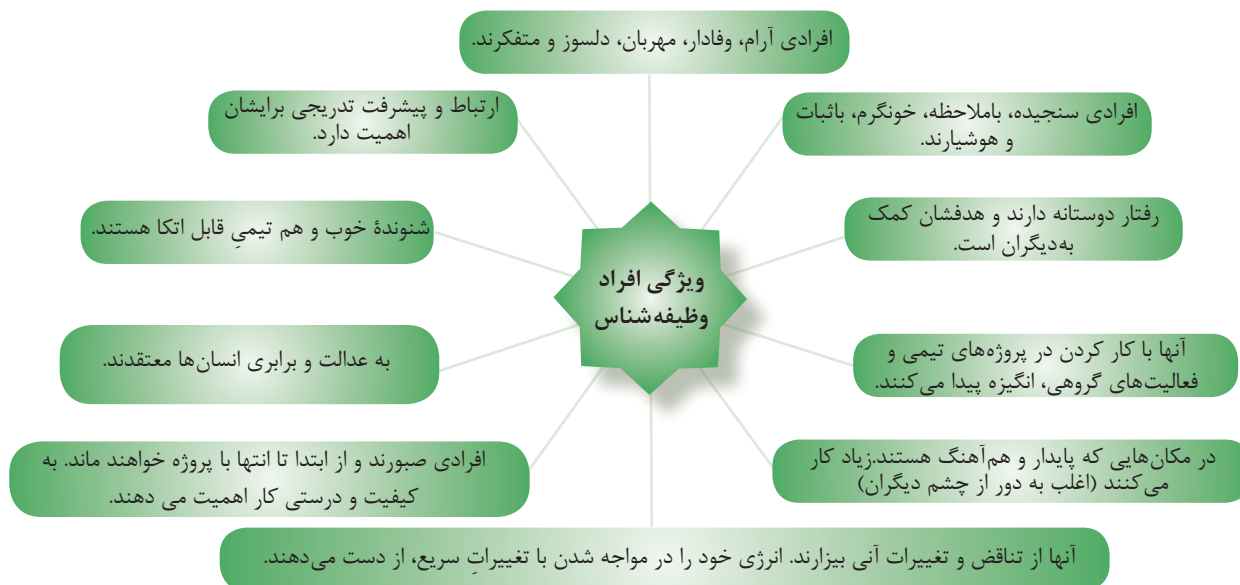 افرادی آرام، وفادار، مهربان، دلسوز و متفکرند.
افرادی سنجیده، باملاحظه، خونگرم، باثبات
و هوشیارند.
رفتار دوستانه دارند و هدفشان کمک
به‌دیگران است.
آنها با کار کردن در پروژه‌های تیمی و
فعالیت‌های گروهی، انگیزه پیدا می‌کنند.
در مکان‌هایی که پایدار و هم‌آهنگ هستند.زیاد کار
می‌کنند (اغلب به دور از چشم دیگران)
آنها از تناقض و تغییرات آنی بیزارند. انرژی خود را در مواجه شدن با تغییراتِ سریع، از دست می‌دهند.
افرادی صبورند و از ابتدا تا انتها با پروژه خواهند ماند. به
کیفیت و درستی کار اهمیت می دهند.
به عدالت و برابری انسان‌ها معتقدند.
شنوندهٔ خوب و هم تیمیِ قابل اتکا هستند.
ارتباط و پیشرفت تدریجی برایشان
اهمیت دارد.
ویژگی افراد
وظیفه‌شناس